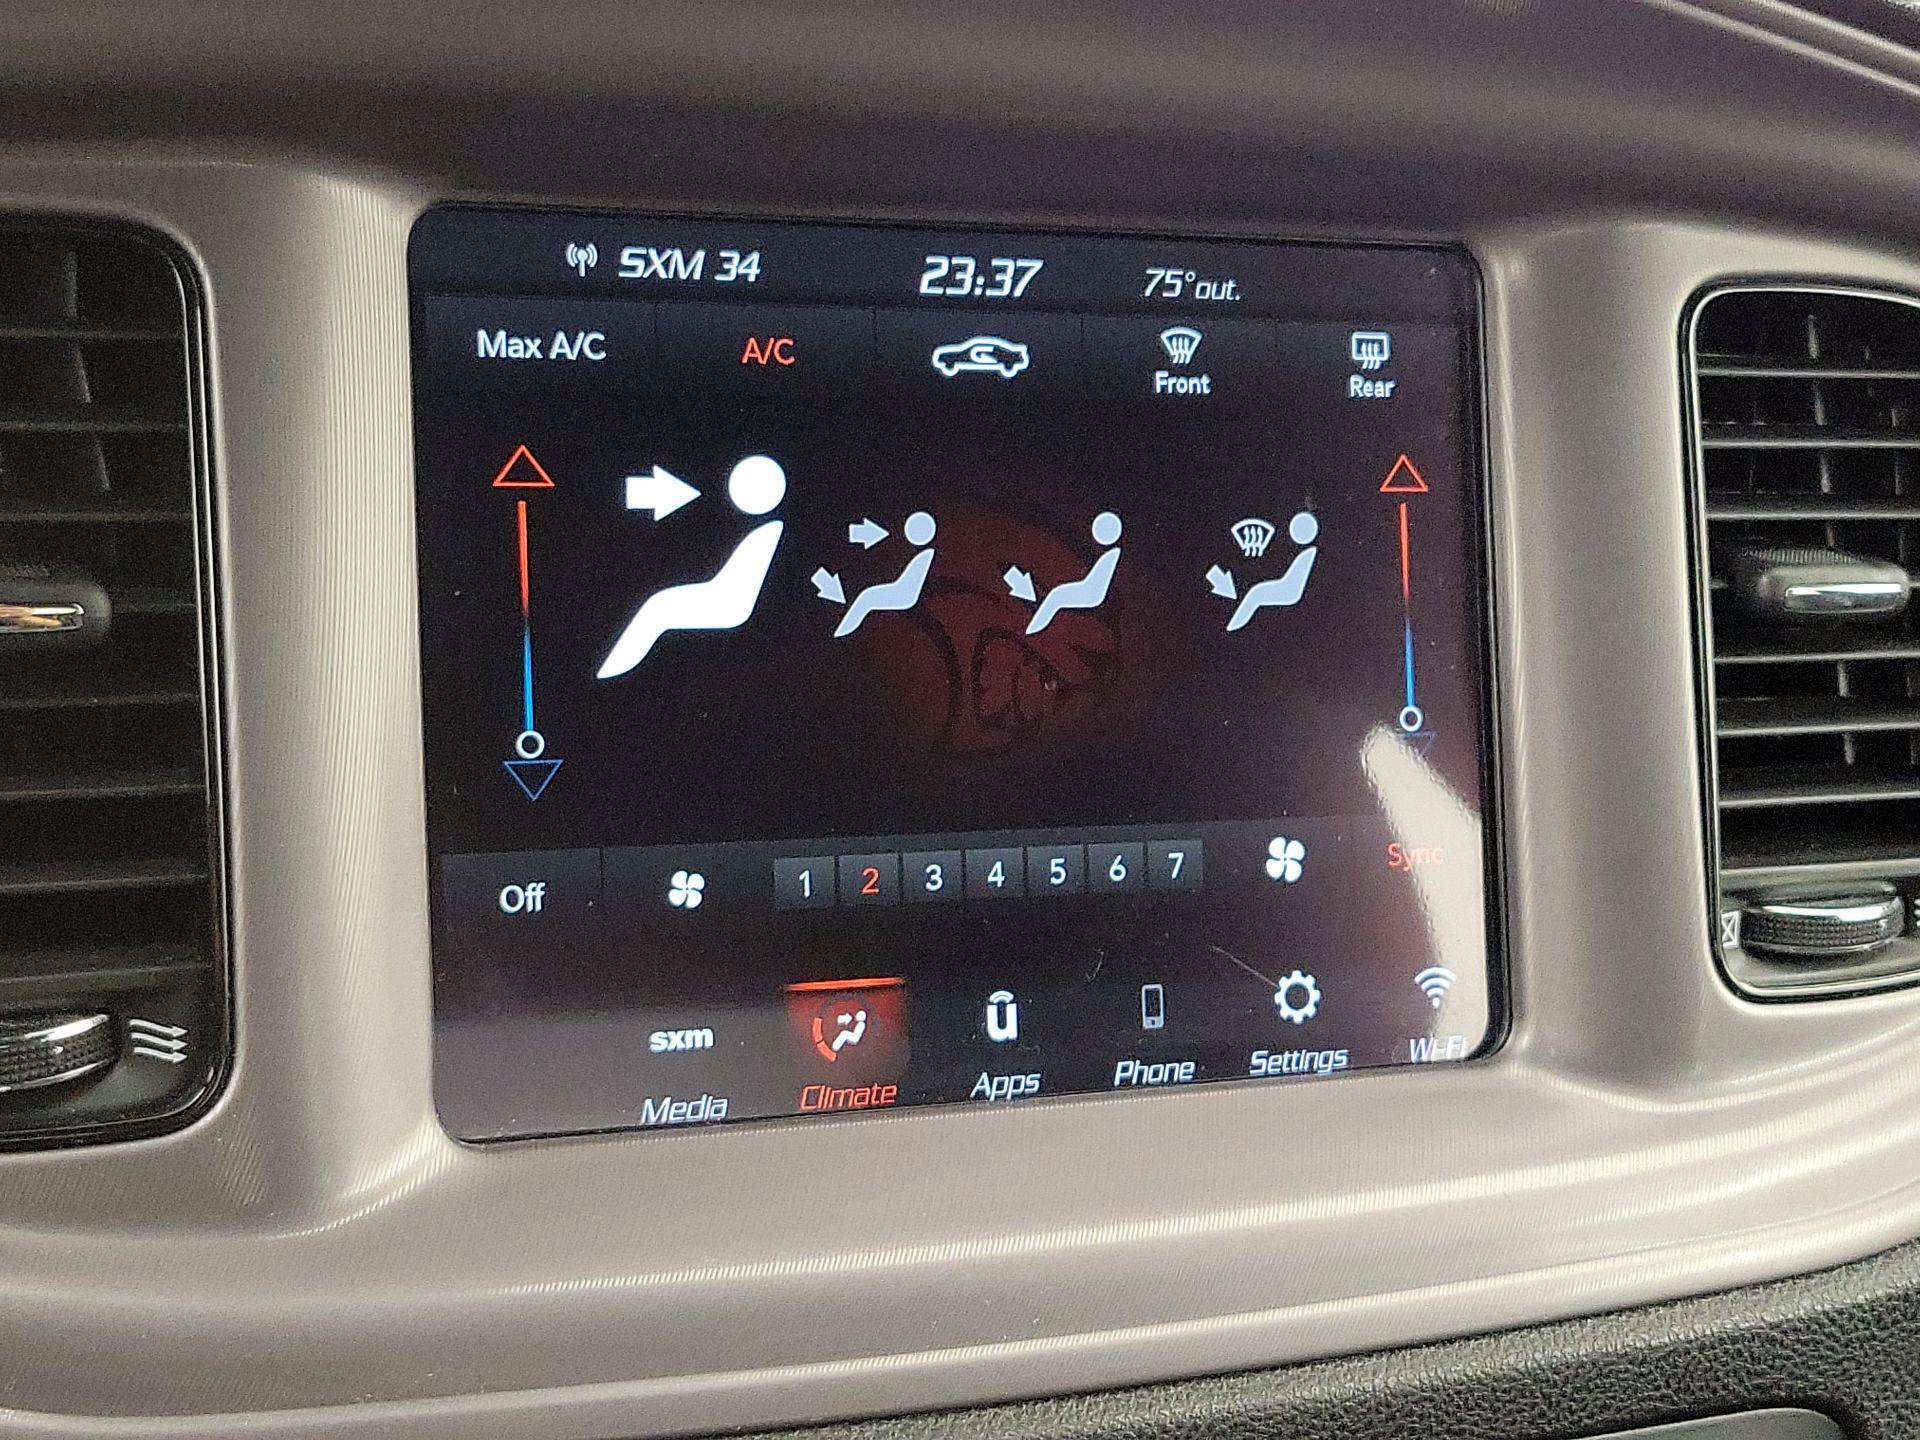 SXM 34 23:37 75°out.
Max A/C A/C Front Rear
Off 1 2 3 4 5 6 7 Sync
sxm ū
Media Climate Apps Phone Settings Wi-Fi